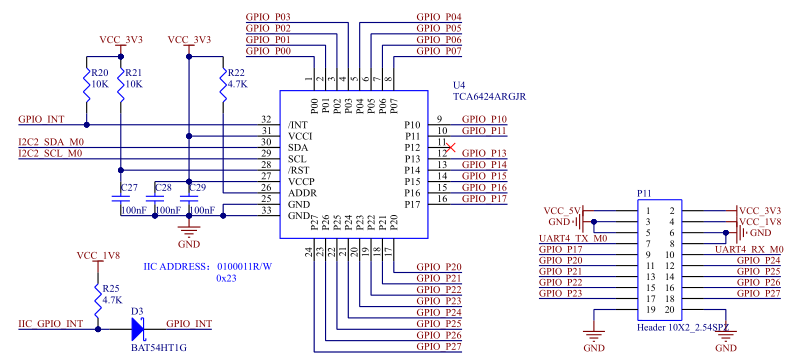 GPIO_P03
GPIO_P02
GPIO_P01
GPIO_P00
GPIO_P04
GPIO_P05
GPIO_P06
GPIO_P07
VCC_3V3
VCC_3V3
R20
10K
R21
10K
R22
4.7K
1
2
3
4
5
6
7
8
U4
TCA6424ARGJR
P00
P01
P02
P03
P04
P05
P06
P07
GPIO_INT
32
/INT
31
VCCI
I2C2_SDA_M0
30
SDA
I2C2_SCL_M0
29
SCL
28
/RST
27
VCCP
26
ADDR
25
GND
33
GND
P10
9
GPIO_P10
P11
10
GPIO_P11
P12
11
P13
12
GPIO_P13
P14
13
GPIO_P14
P15
14
GPIO_P15
P16
15
GPIO_P16
P17
16
GPIO_P17
C27
100nF
C28
100nF
C29
100nF
GND
P27
P26
P25
P24
P23
P22
P21
P20
24
23
22
21
20
19
18
17
GPIO_P20
GPIO_P21
GPIO_P22
GPIO_P23
GPIO_P24
GPIO_P25
GPIO_P26
GPIO_P27
IIC ADDRESS：0100011R/W
0x23
VCC_1V8
R25
4.7K
D3
IIC_GPIO_INT
GPIO_INT
BAT54HT1G
P11
VCC_5V
1
2
VCC_3V3
GND
3
4
VCC_1V8
5
6
GND
UART4_TX_M0
7
8
UART4_RX_M0
GPIO_P17
9
10
GPIO_P20
11
12
GPIO_P24
GPIO_P21
13
14
GPIO_P25
GPIO_P22
15
16
GPIO_P26
GPIO_P23
17
18
GPIO_P27
19
20
Header 10X2_2.54SPZ
GND
GND